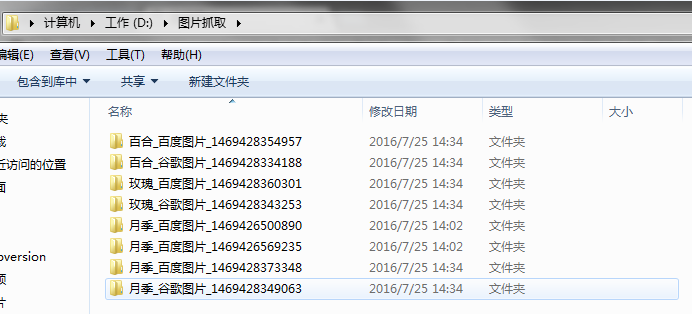 计算机 工作 (D:) 图片抓取
编辑(E) 查看(V) 工具(T) 帮助(H)
包含到库中 共享 新建文件夹
名称 修改日期 类型 大小
百合_百度图片_1469428354957 2016/7/25 14:34 文件夹
百合_谷歌图片_1469428334188 2016/7/25 14:34 文件夹
玫瑰_百度图片_1469428360301 2016/7/25 14:34 文件夹
玫瑰_谷歌图片_1469428343253 2016/7/25 14:34 文件夹
月季_百度图片_1469426500890 2016/7/25 14:02 文件夹
月季_百度图片_1469426569235 2016/7/25 14:02 文件夹
月季_百度图片_1469428373348 2016/7/25 14:34 文件夹
月季_谷歌图片_1469428349063 2016/7/25 14:34 文件夹
夹
近访问的位置
面
oversion
片